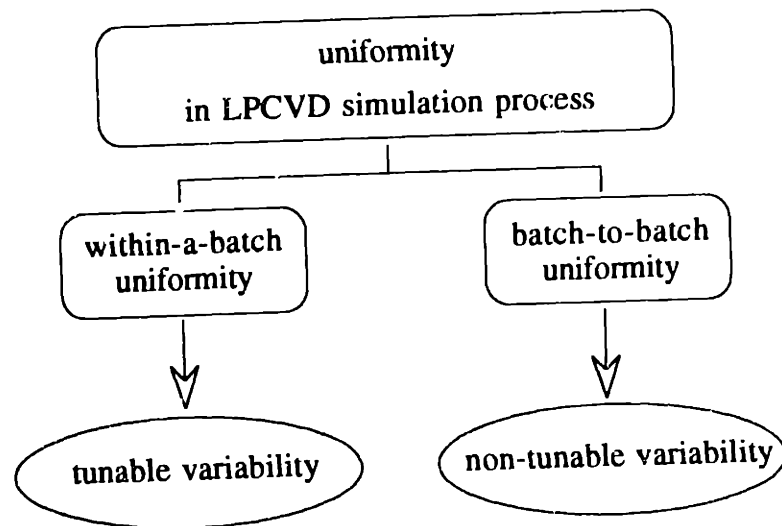 uniformity
in LPCVD simulation process
within-a-batch
uniformity
batch-to-batch
uniformity
tunable variability
non-tunable variability